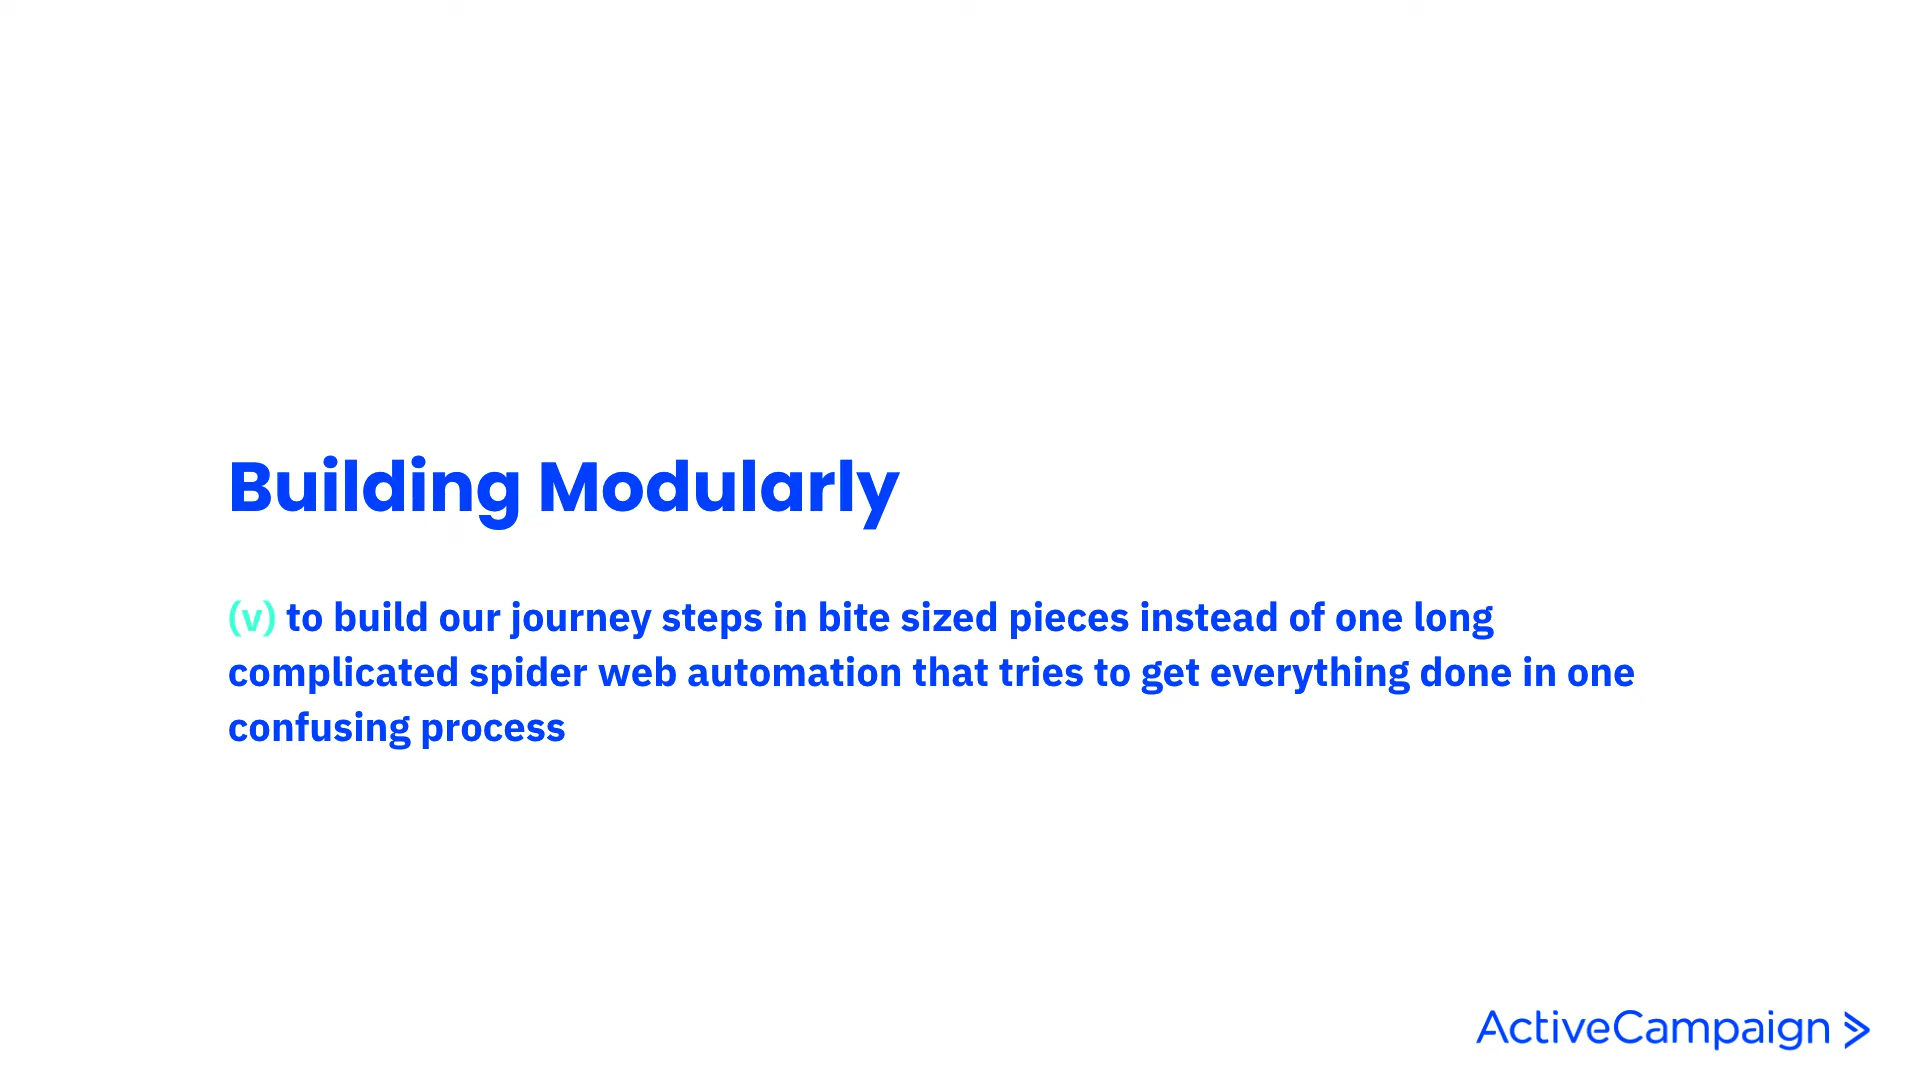 Building Modularly
(v) to build our journey steps in bite sized pieces instead of one long
complicated spider web automation that tries to get everything done in one
confusing process
ActiveCampaign